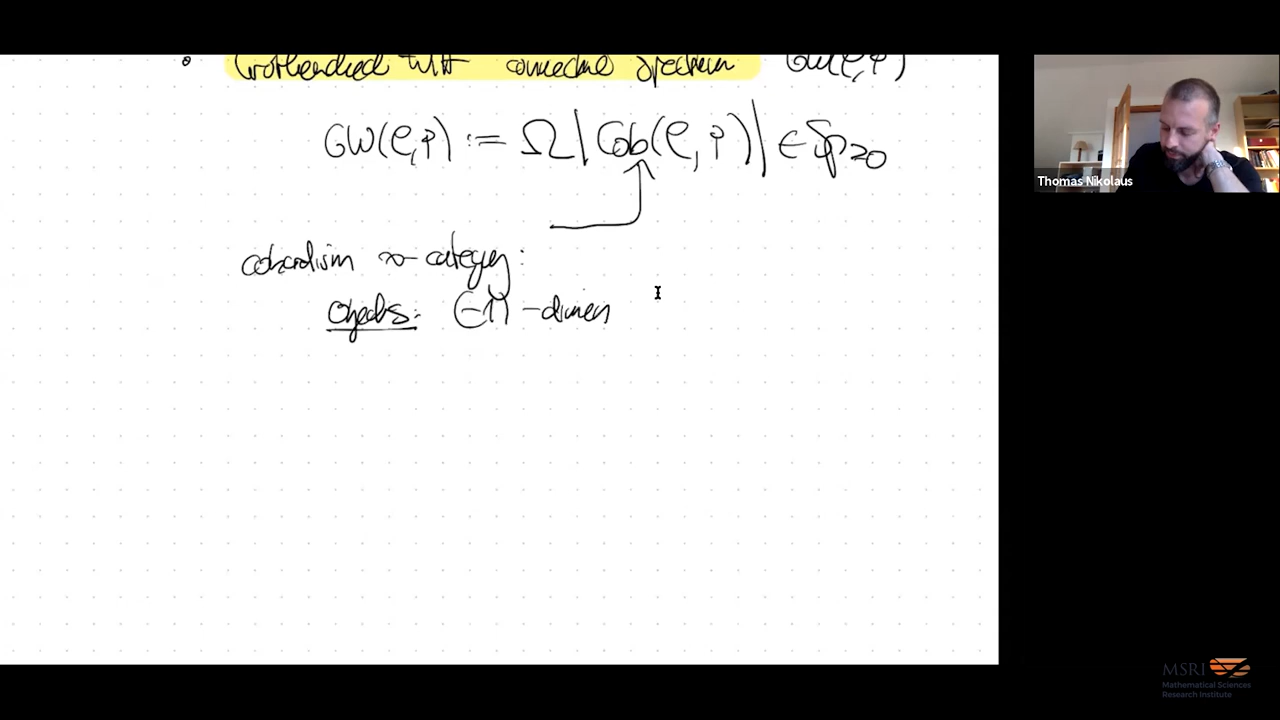 • Grothendieck Witt connective spectrum GW(C,Ϙ)
GW(C,Ϙ) := Ω|Cob(C,Ϙ)| ∈ Sp≥0
cobordism ∞-category:
Objects: (-1)-dimen
Thomas Nikolaus
MSRI
Mathematical Sciences
Research Institute